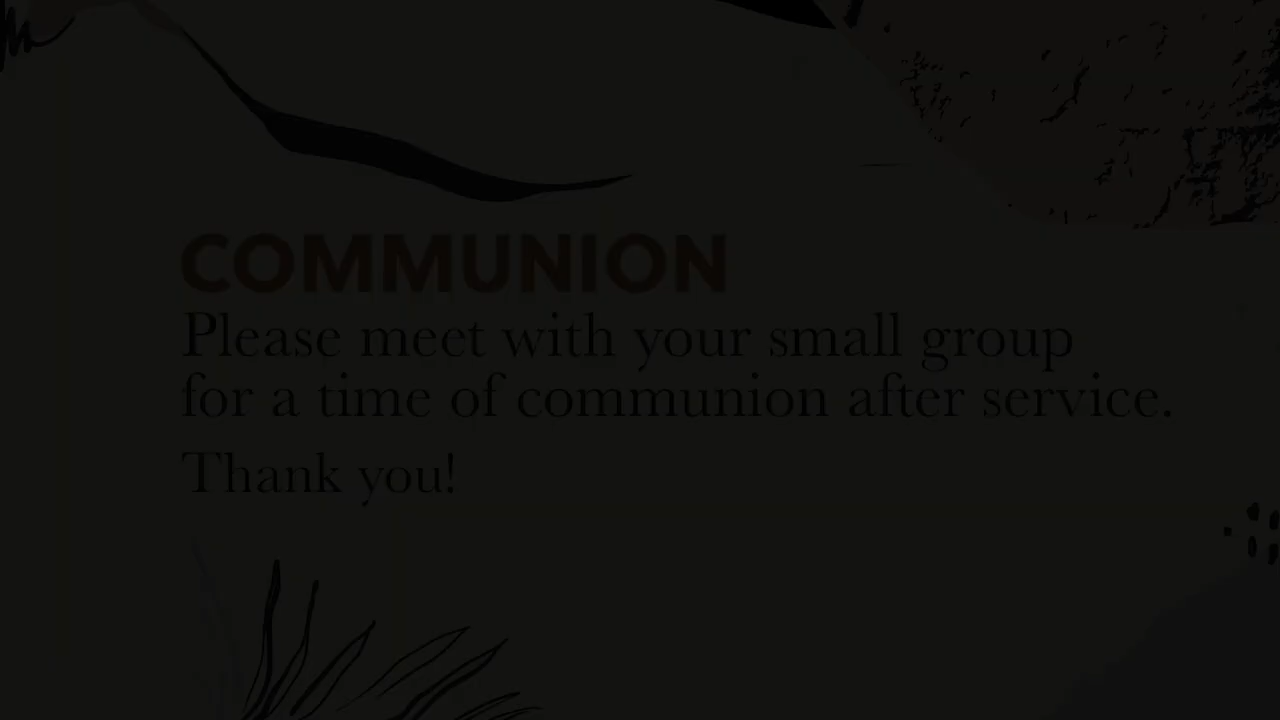 COMMUNION
Please meet with your small group
for a time of communion after service.
Thank you!